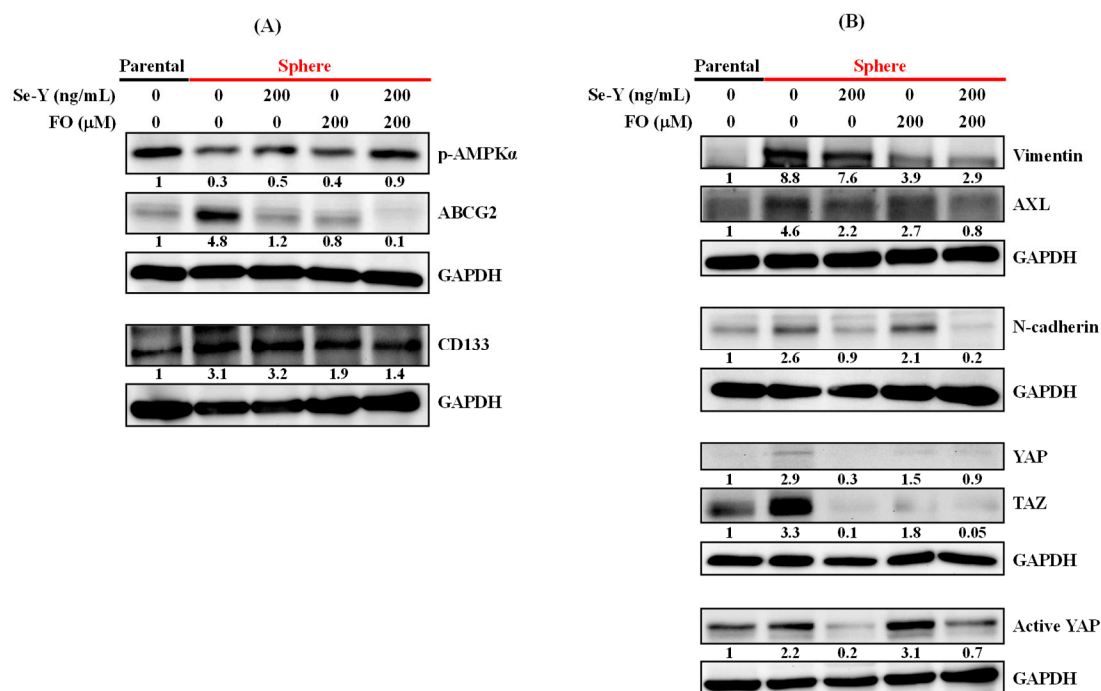 (A)
Parental Sphere
Se-Y (ng/mL) 0 0 200 0 200
FO (μM) 0 0 0 200 200
p-AMPKα
1 0.3 0.5 0.4 0.9
ABCG2
1 4.8 1.2 0.8 0.1
GAPDH
CD133
1 3.1 3.2 1.9 1.4
GAPDH
(B)
Parental Sphere
Se-Y (ng/mL) 0 0 200 0 200
FO (μM) 0 0 0 200 200
Vimentin
1 8.8 7.6 3.9 2.9
AXL
1 4.6 2.2 2.7 0.8
GAPDH
N-cadherin
1 2.6 0.9 2.1 0.2
GAPDH
YAP
1 2.9 0.3 1.5 0.9
TAZ
1 3.3 0.1 1.8 0.05
GAPDH
Active YAP
1 2.2 0.2 3.1 0.7
GAPDH